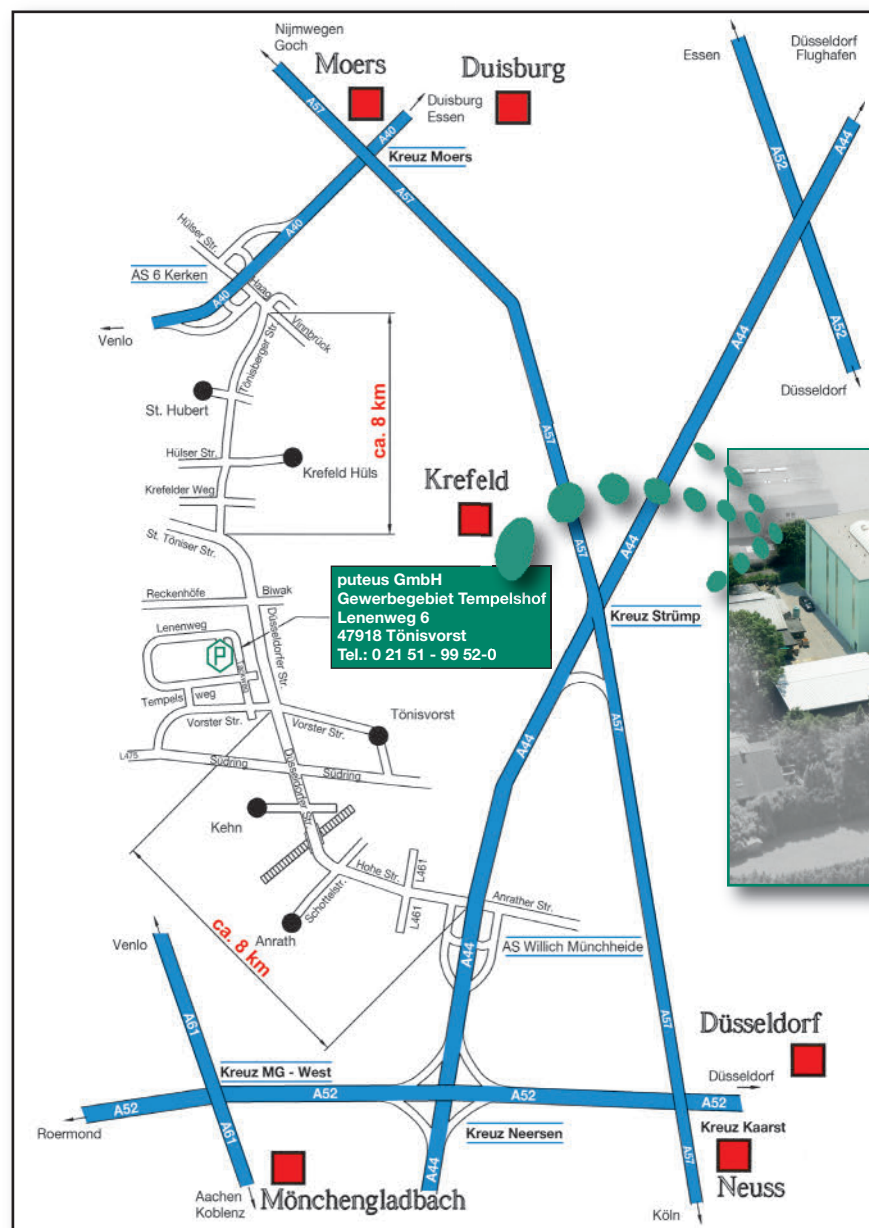 Nijmwegen
Goch
Moers
Duisburg
Essen
Düsseldorf
Flughafen
A57
A40
Duisburg
Essen
Kreuz Moers
A52
A44
A57
Hülser Str.
A40
AS 6 Kerken
A40
Haag
Vinnbrück
Venlo
Tönisberger Str.
A44
A52
Düsseldorf
St. Hubert
ca. 8 km
Hülser Str.
Krefeld Hüls
A57
Krefelder Weg
Krefeld
St. Töniser Str.
A44
A57
puteus GmbH
Gewerbegebiet Tempelshof
Lenenweg 6
47918 Tönisvorst
Tel.: 0 21 51 - 99 52-0
Reckenhöfe
Biwak
Kreuz Strümp
Lenenweg
P
Düsseldorfer Str.
Tempels
weg
Vorster Str.
Vorster Str.
Tönisvorst
A57
A44
L475
Südring
Südring
Düsseldorfer Str.
Kehn
Hohe Str.
L461
L461
Schottelstr.
Anrather Str.
Anrath
AS Willich Münchheide
A44
ca. 8 km
Venlo
A61
A57
Düsseldorf
Kreuz MG - West
Düsseldorf
A52
A52
A52
A52
Roermond
A61
Kreuz Neersen
Kreuz Kaarst
A44
A57
Aachen
Koblenz
Mönchengladbach
Köln
Neuss